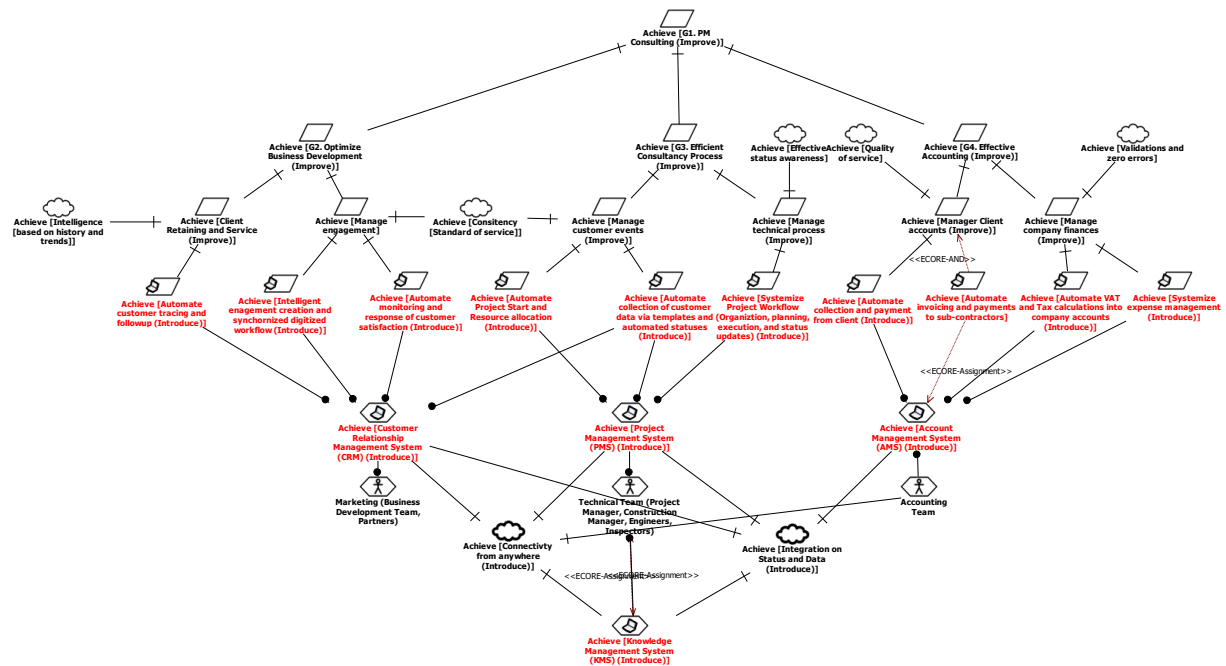 Achieve [G1. PM
Consulting (Improve)]
Achieve [G2. Optimize
Business Development
(Improve)]
Achieve [G3. Efficient
Consultancy Process
(Improve)]
Achieve [Effective
status awareness]
Achieve [Quality
of service]
Achieve [G4. Effective
Accounting (Improve)]
Achieve [Validations and
zero errors]
Achieve [Intelligence
[based on history and
trends]]
Achieve [Client
Retaining and Service
(Improve)]
Achieve [Manage
engagement]
Achieve [Consitency
[Standard of service]]
Achieve [Manage
customer events
(Improve)]
Achieve [Manage
technical process
(Improve)]
Achieve [Manager Client
accounts (Improve)]
Achieve [Manage
company finances
(Improve)]
<<ECORE-AND>>
Achieve [Automate
customer tracing and
followup (Introduce)]
Achieve [Intelligent
enagement creation and
synchornized digitized
workflow (Introduce)]
Achieve [Automate
monitoring and
response of customer
satisfaction (Introduce)]
Achieve [Automate
Project Start and
Resource allocation
(Introduce)]
Achieve [Automate
collection of customer
data via templates and
automated statuses
(Introduce)]
Achieve [Systemize
Project Workflow
(Organiztion, planning,
execution, and status
updates) (Introduce)]
Achieve [Automate
collection and payment
from client (Introduce)]
Achieve [Automate
invoicing and payments
to sub-contractors]
Achieve [Automate VAT
and Tax calculations into
company accounts
(Introduce)]
Achieve [Systemize
expense management
(Introduce)]
<<ECORE-Assignment>>
Achieve [Customer
Relationship
Management System
(CRM) (Introduce)]
Achieve [Project
Management System
(PMS) (Introduce)]
Achieve [Account
Management System
(AMS) (Introduce)]
Marketing (Business
Development Team,
Partners)
Technical Team (Project
Manager, Construction
Manager, Engineers,
Inspectors)
Accounting
Team
Achieve [Connectivty
from anywhere
(Introduce)]
Achieve [Integration on
Status and Data
(Introduce)]
<<ECORE-Assignment>>
<<ECORE-Assignment>>
Achieve [Knowledge
Management System
(KMS) (Introduce)]